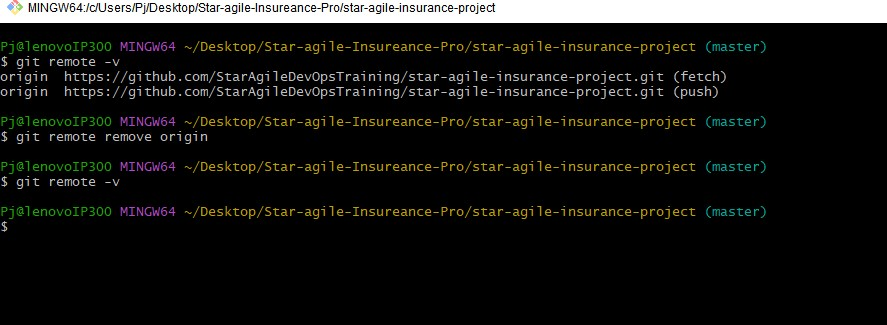 MINGW64:/c/Users/Pj/Desktop/Star-agile-Insureance-Pro/star-agile-insurance-project
Pj@lenovoIP300 MINGW64 ~/Desktop/Star-agile-Insureance-Pro/star-agile-insurance-project (master)
$ git remote -v
origin  https://github.com/StarAgileDevOpsTraining/star-agile-insurance-project.git (fetch)
origin  https://github.com/StarAgileDevOpsTraining/star-agile-insurance-project.git (push)
Pj@lenovoIP300 MINGW64 ~/Desktop/Star-agile-Insureance-Pro/star-agile-insurance-project (master)
$ git remote remove origin
Pj@lenovoIP300 MINGW64 ~/Desktop/Star-agile-Insureance-Pro/star-agile-insurance-project (master)
$ git remote -v
Pj@lenovoIP300 MINGW64 ~/Desktop/Star-agile-Insureance-Pro/star-agile-insurance-project (master)
$